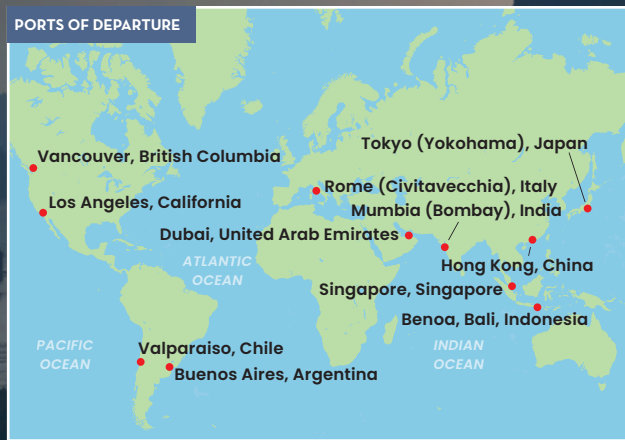 PORTS OF DEPARTURE
Vancouver, British Columbia
Tokyo (Yokohama), Japan
Rome (Civitavecchia), Italy
Los Angeles, California
Mumbia (Bombay), India
Dubai, United Arab Emirates
ATLANTIC
OCEAN
Hong Kong, China
Singapore, Singapore
Benoa, Bali, Indonesia
PACIFIC
OCEAN
Valparaiso, Chile
INDIAN
OCEAN
Buenos Aires, Argentina